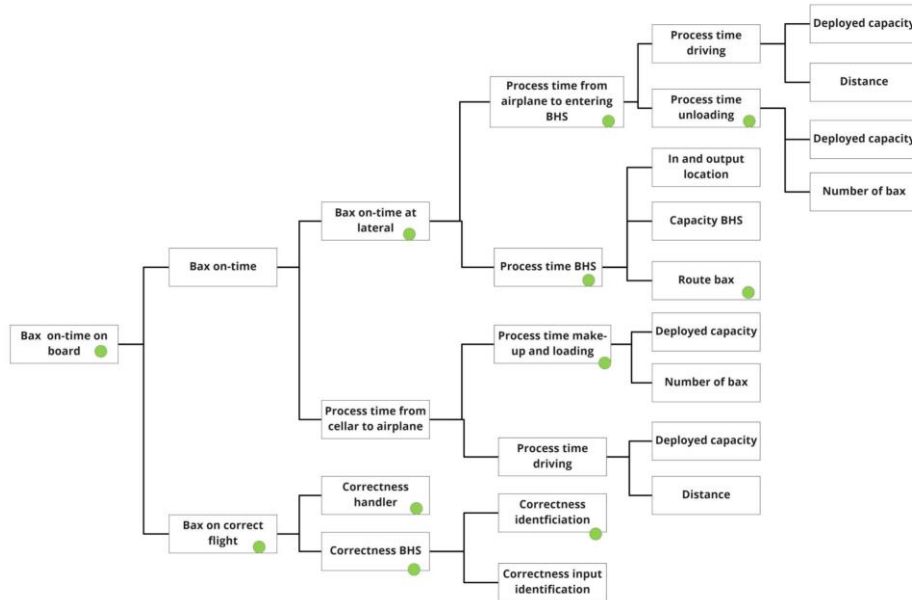 Deployed capacity
Process time
driving
Distance
Process time from
airplane to entering
BHS
Process time
unloading
Deployed capacity
In and output
location
Number of bax
Bax on-time at
lateral
Capacity BHS
Bax on-time
Process time BHS
Route bax
Bax  on-time on
board
Process time make-
up and loading
Deployed capacity
Number of bax
Process time from
cellar to airplane
Deployed capacity
Process time
driving
Distance
Correctness
handler
Bax on correct
flight
Correctness
identficiation
Correctness BHS
Correctness input
identification